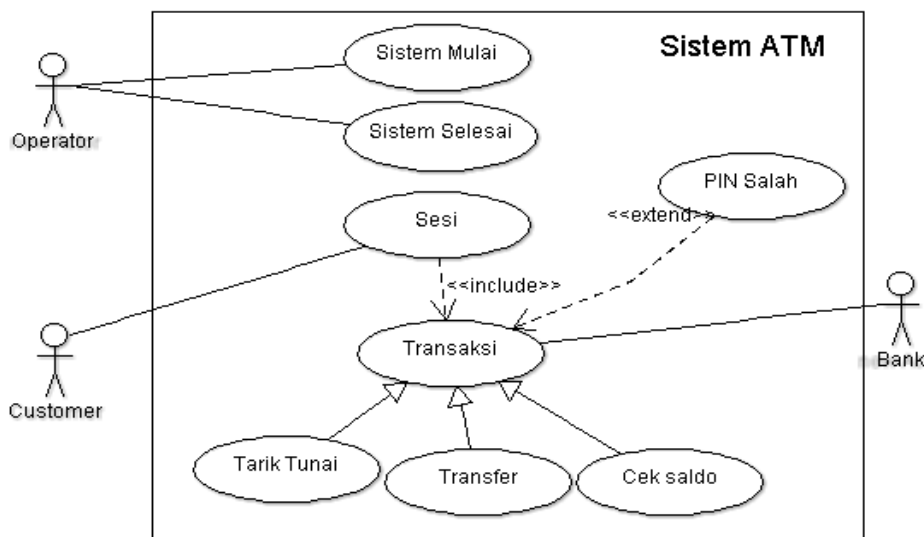 Sistem ATM
Sistem Mulai
Operator
Sistem Selesai
PIN Salah
Sesi
<<extend>>
<<include>>
Transaksi
Bank
Customer
Tarik Tunai
Transfer
Cek saldo